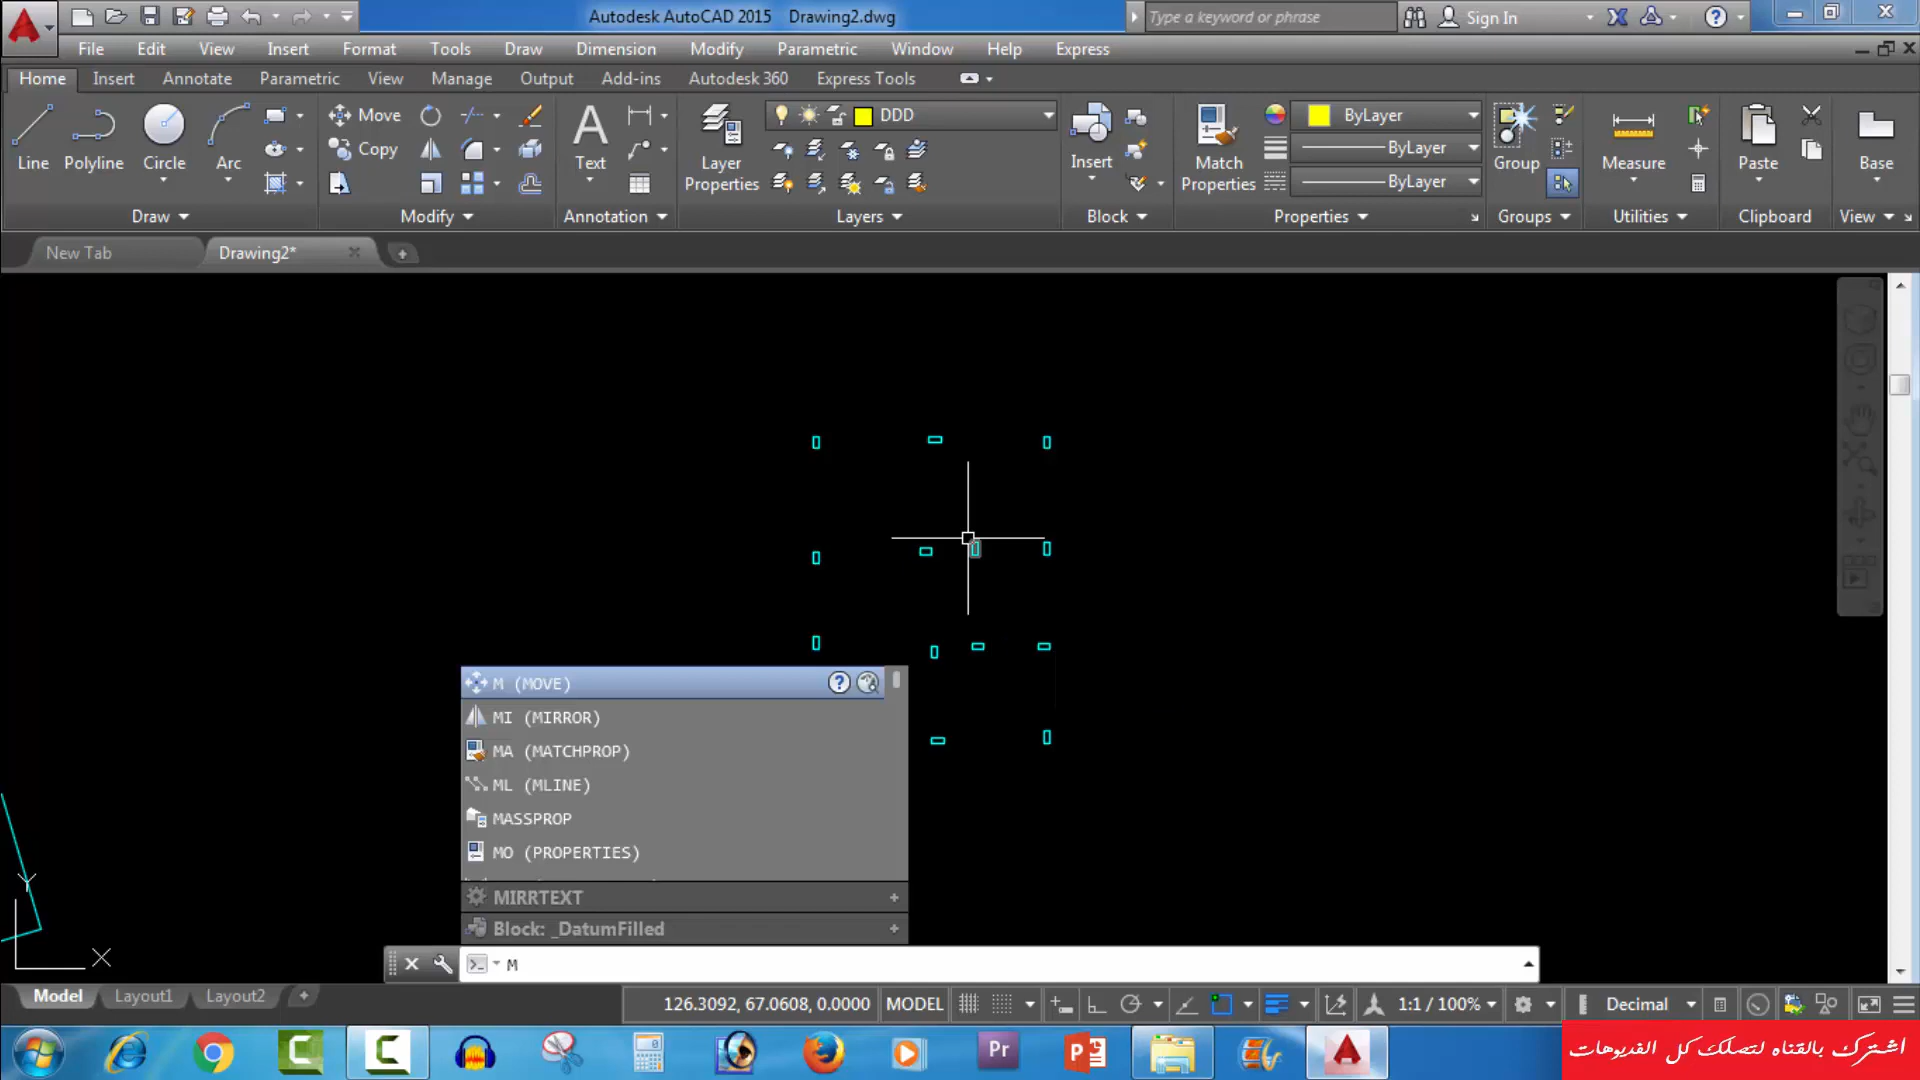 Autodesk AutoCAD 2015 Drawing2.dwg
Type a keyword or phrase
Sign In
File Edit View Insert Format Tools Draw Dimension Modify Parametric Window Help Express
Home Insert Annotate Parametric View Manage Output Add-ins Autodesk 360 Express Tools
Move DDD ByLayer
Copy ByLayer
Line Polyline Circle Arc Text Layer Properties Insert Match Properties ByLayer Group Measure Paste Base
Draw Modify Annotation Layers Block Properties Groups Utilities Clipboard View
New Tab Drawing2*
M (MOVE)
MI (MIRROR)
MA (MATCHPROP)
ML (MLINE)
MASSPROP
MO (PROPERTIES)
MIRRTEXT +
Block: _DatumFilled +
Y
X
M
Model Layout1 Layout2 +
126.3092, 67.0608, 0.0000 MODEL 1:1 / 100% Decimal
Pr
اشترك بالقناه لتصلك كل الفديوهات